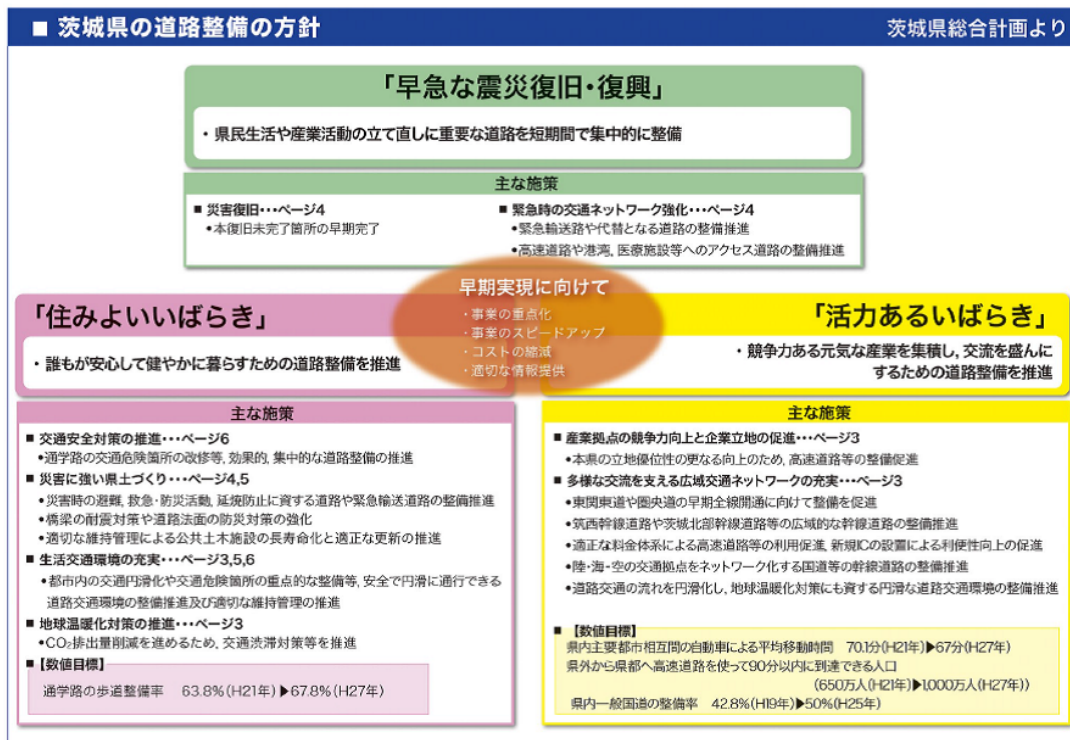 ■ 茨城県の道路整備の方針
茨城県総合計画より
「早急な震災復旧・復興」
・県民生活や産業活動の立て直しに重要な道路を短期間で集中的に整備
主な施策
■ 災害復旧・・・ページ4
•本復旧未完了箇所の早期完了
■ 緊急時の交通ネットワーク強化・・・ページ4
•緊急輸送路や代替となる道路の整備推進
•高速道路や港湾, 医療施設等へのアクセス道路の整備推進
早期実現に向けて
・事業の重点化
・事業のスピードアップ
・コストの縮減
・適切な情報提供
「住みよいいばらき」
・誰もが安心して健やかに暮らすための道路整備を推進
主な施策
■ 交通安全対策の推進・・・ページ6
•通学路の交通危険箇所の改修等, 効果的, 集中的な道路整備の推進
■ 災害に強い県土づくり・・・ページ4,5
•災害時の避難, 救急・防災活動, 延焼防止に資する道路や緊急輸送道路の整備推進
•橋梁の耐震対策や道路法面の防災対策の強化
•適切な維持管理による公共土木施設の長寿命化と適正な更新の推進
■ 生活交通環境の充実・・・ページ3,5,6
•都市内の交通円滑化や交通危険箇所の重点的な整備等, 安全で円滑に通行できる
道路交通環境の整備推進及び適切な維持管理の推進
■ 地球温暖化対策の推進・・・ページ3
•CO₂排出量削減を進めるため, 交通渋滞対策等を推進
■ 【数値目標】
通学路の歩道整備率 63.8%(H21年)▶67.8%(H27年)
「活力あるいばらき」
・競争力ある元気な産業を集積し, 交流を盛んに
するための道路整備を推進
主な施策
■ 産業拠点の競争力向上と企業立地の促進・・・ページ3
•本県の立地優位性の更なる向上のため, 高速道路等の整備促進
■ 多様な交流を支える広域交通ネットワークの充実・・・ページ3
•東関東道や圏央道の早期全線開通に向けて整備を促進
•筑西幹線道路や茨城北部幹線道路等の広域的な幹線道路の整備推進
•適正な料金体系による高速道路等の利用促進, 新規ICの設置による利便性向上の促進
•陸・海・空の交通拠点をネットワーク化する国道等の幹線道路の整備推進
•道路交通の流れを円滑化し, 地球温暖化対策にも資する円滑な道路交通環境の整備推進
■ 【数値目標】
県内主要都市相互間の自動車による平均移動時間 70.1分(H21年)▶67分(H27年)
県外から県都へ高速道路を使って90分以内に到達できる人口
(650万人(H21年)▶1,000万人(H27年))
県内一般国道の整備率 42.8%(H19年)▶50%(H25年)